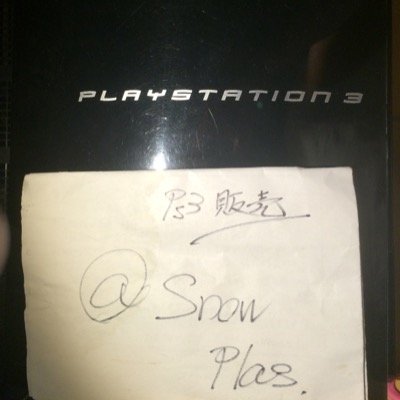 PLAYSTATION 3
PS3 販売
@ Snow
Plas.